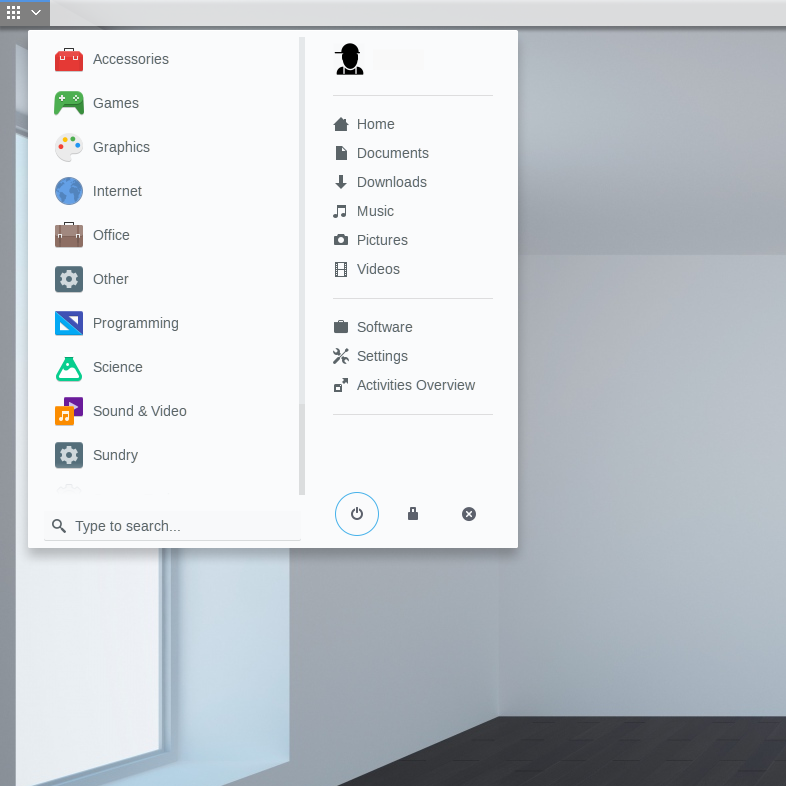 Accessories
Games
Graphics
Internet
Office
Other
Programming
Science
Sound & Video
Sundry
Type to search...
Home
Documents
Downloads
Music
Pictures
Videos
Software
Settings
Activities Overview